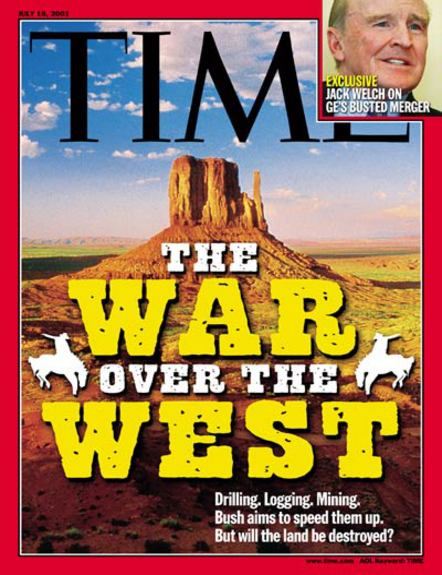 JULY 16, 2001
TIME
EXCLUSIVE
JACK WELCH ON
GE'S BUSTED MERGER
THE
WAR
OVER THE
WEST
Drilling. Logging. Mining.
Bush aims to speed them up.
But will the land be destroyed?
www.time.com AOL Keyword: TIME